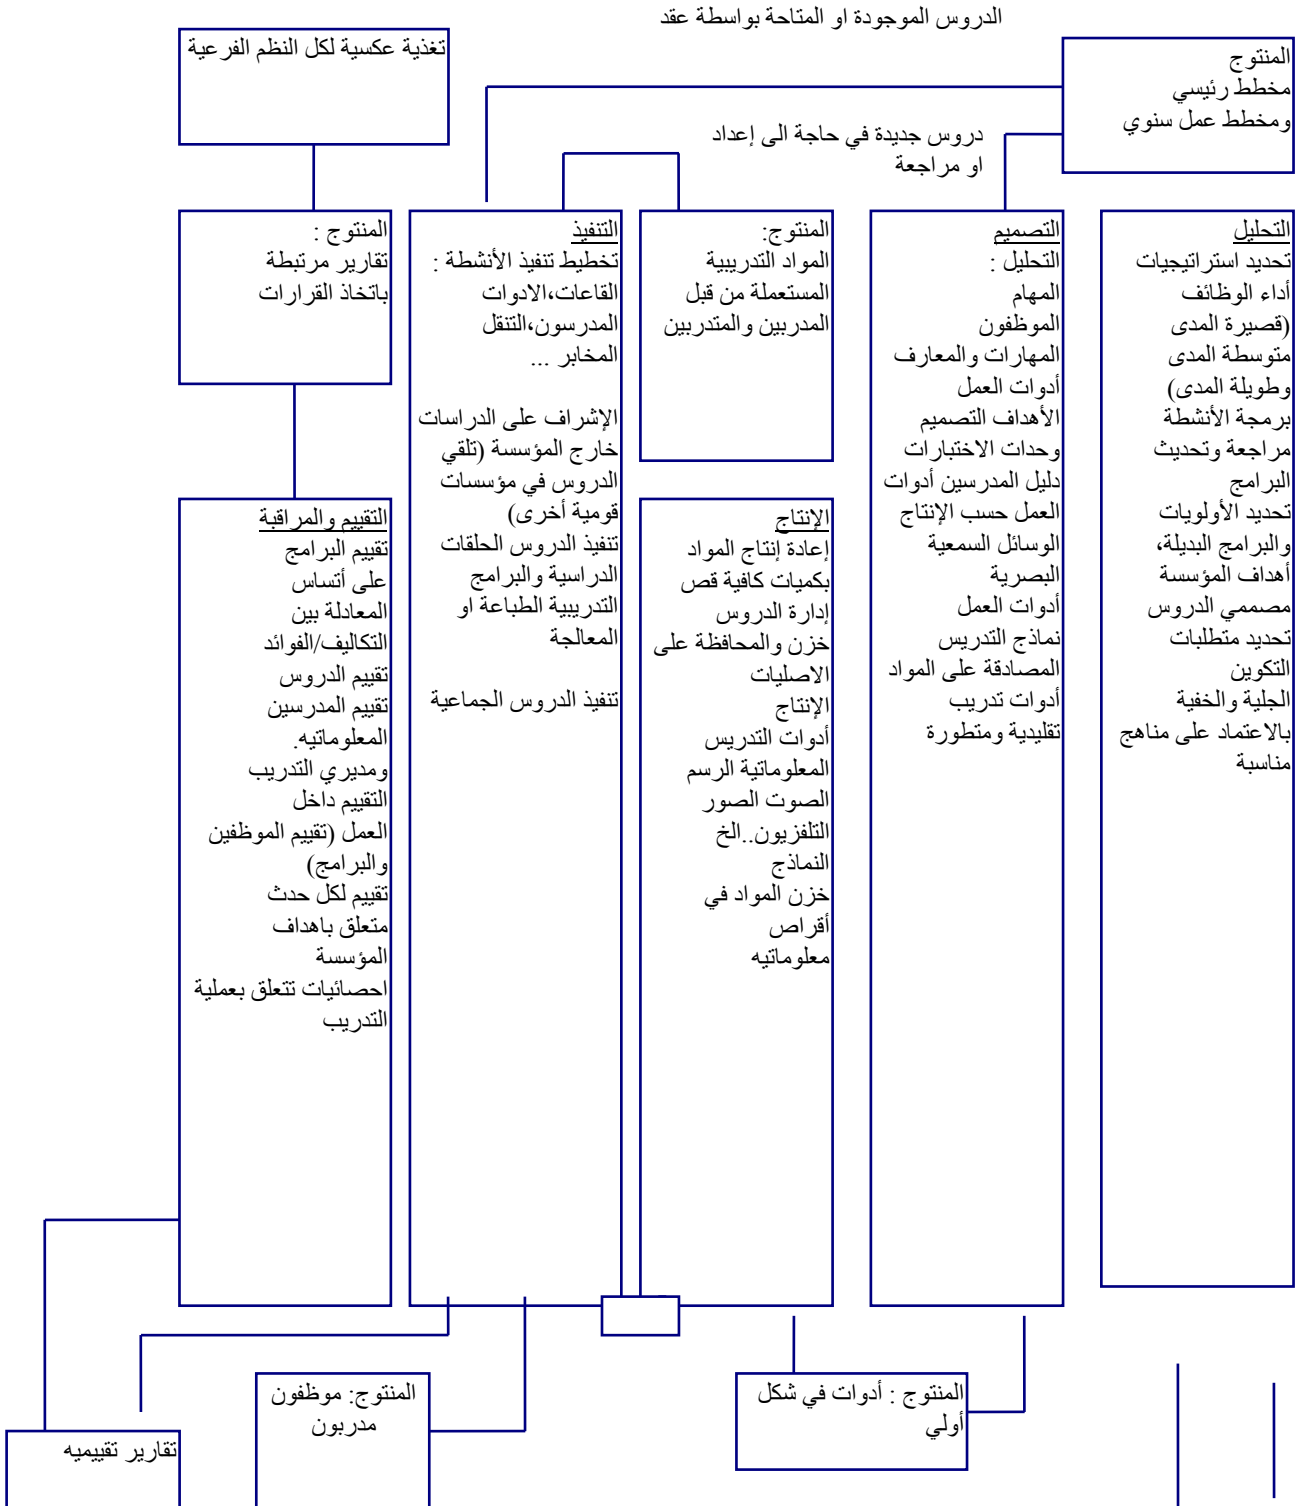 الدروس الموجودة او المتاحة بواسطة عقد
المنتوج
مخطط رئيسي
ومخطط عمل سنوي
تغذية عكسية لكل النظم الفرعية
دروس جديدة في حاجة الى إعداد
او مراجعة
التحليل
تحديد استراتيجيات
أداء الوظائف
(قصيرة المدى
متوسطة المدى
وطويلة المدى)
برمجة الأنشطة
مراجعة وتحديث
البرامج
تحديد الأولويات
والبرامج البديلة،
أهداف المؤسسة
مصممي الدروس
تحديد متطلبات
التكوين
الجلية والخفية
بالاعتماد على مناهج
مناسبة
التصميم
التحليل :
المهام
الموظفون
المهارات والمعارف
أدوات العمل
الأهداف التصميم
وحدات الاختبارات
دليل المدرسين أدوات
العمل حسب الإنتاج
الوسائل السمعية
البصرية
أدوات العمل
نماذج التدريس
المصادقة على المواد
أدوات تدريب
تقليدية ومتطورة
المنتوج:
المواد التدريبية
المستعملة من قبل
المدربين والمتدربين
الإنتاج
إعادة إنتاج المواد
بكميات كافية قص
إدارة الدروس
خزن والمحافظة على
الاصليات
الإنتاج
أدوات التدريس
المعلوماتية الرسم
الصوت الصور
التلفزيون..الخ
النماذج
خزن المواد في
أقراص
معلوماتيه
التنفيذ
تخطيط تنفيذ الأنشطة :
القاعات،الادوات
المدرسون،التنقل
المخابر ...
الإشراف على الدراسات
خارج المؤسسة (تلقي
الدروس في مؤسسات
قومية أخرى)
تنفيذ الدروس الحلقات
الدراسية والبرامج
التدريبية الطباعة او
المعالجة
تنفيذ الدروس الجماعية
المنتوج :
تقارير مرتبطة
باتخاذ القرارات
التقييم والمراقبة
تقييم البرامج
على أتساس
المعادلة بين
التكاليف/الفوائد
تقييم الدروس
تقييم المدرسين
المعلوماتيه.
ومديري التدريب
التقييم داخل
العمل (تقييم الموظفين
والبرامج)
تقييم لكل حدث
متعلق باهداف
المؤسسة
احصائيات تتعلق بعملية
التدريب
المنتوج : أدوات في شكل
أولي
المنتوج: موظفون
مدربون
تقارير تقييميه